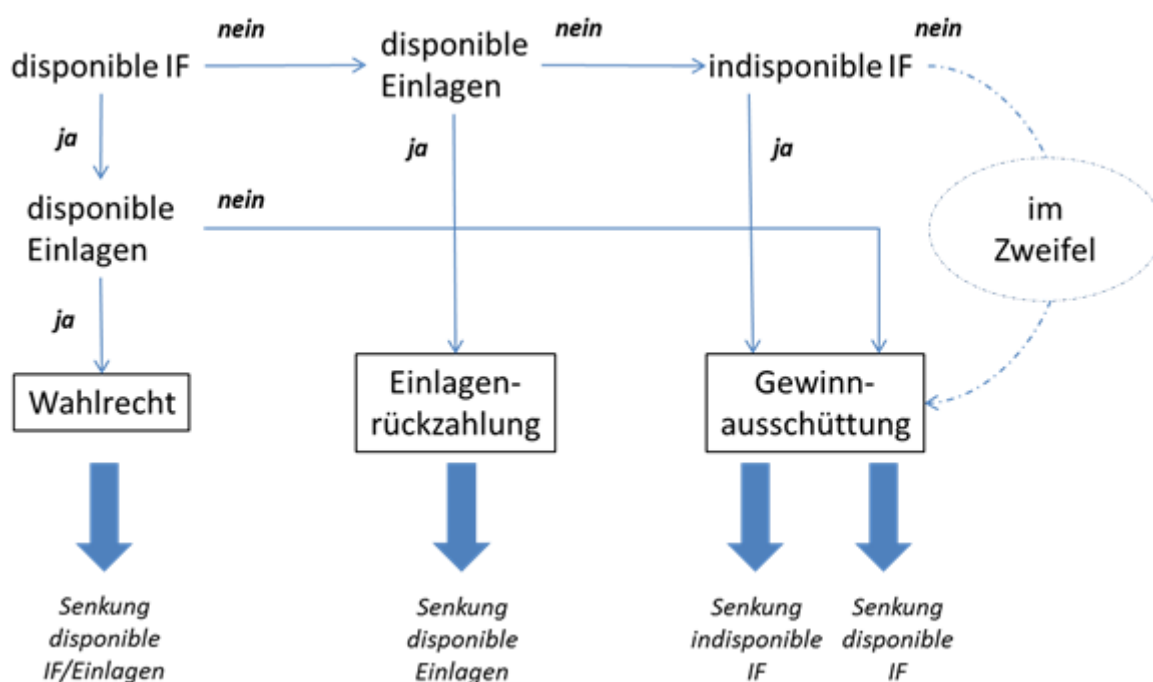 nein
nein
nein
disponible IF
disponible
Einlagen
indisponible IF
ja
ja
ja
disponible
Einlagen
nein
im
Zweifel
ja
Wahlrecht
Einlagen-
rückzahlung
Gewinn-
ausschüttung
Senkung
disponible
IF/Einlagen
Senkung
disponible
Einlagen
Senkung
indisponible
IF
Senkung
disponible
IF